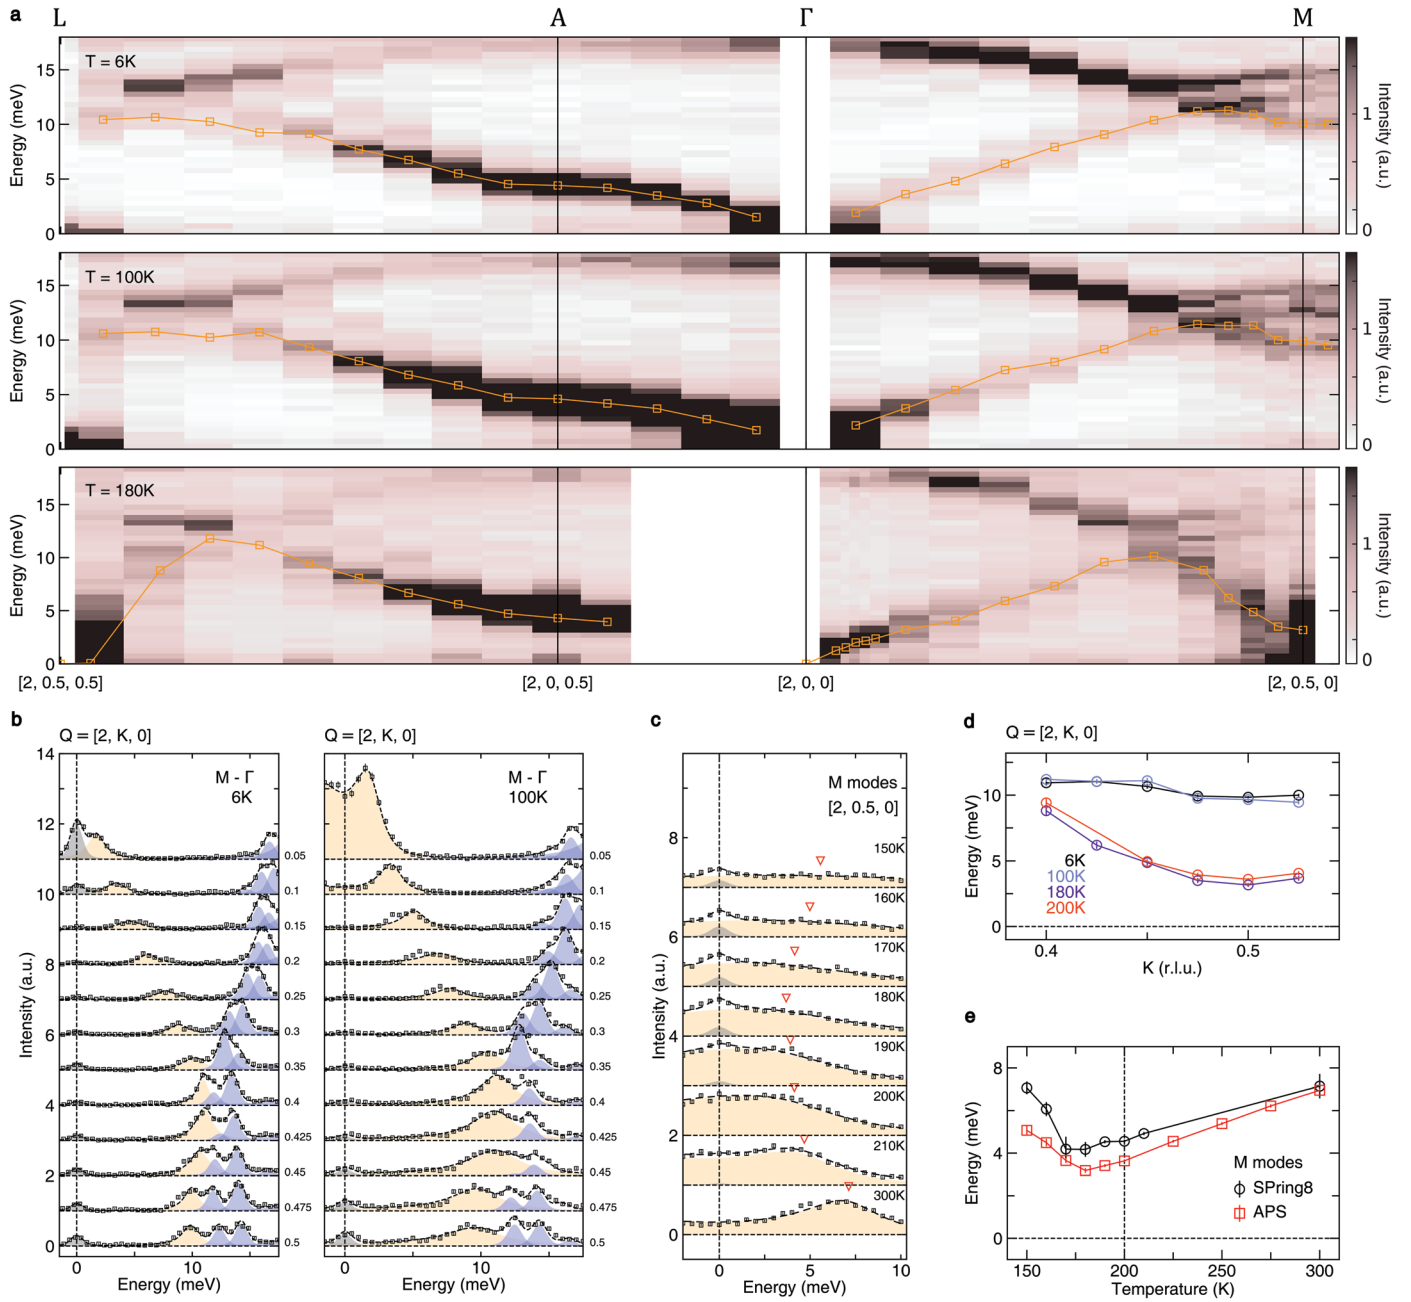 a
L A Γ M
T = 6K
Energy (meV)
15
10
5
0
Intensity (a.u.)
1
0
T = 100K
Energy (meV)
15
10
5
0
Intensity (a.u.)
1
0
T = 180K
Energy (meV)
15
10
5
0
Intensity (a.u.)
1
0
[2, 0.5, 0.5] [2, 0, 0.5] [2, 0, 0] [2, 0.5, 0]
b
Q = [2, K, 0]
M - Γ
6K
Intensity (a.u.)
14
12
10
8
6
4
2
0
0.05
0.1
0.15
0.2
0.25
0.3
0.35
0.4
0.425
0.45
0.475
0.5
0 10
Energy (meV)
Q = [2, K, 0]
M - Γ
100K
0.05
0.1
0.15
0.2
0.25
0.3
0.35
0.4
0.425
0.45
0.475
0.5
0 10
Energy (meV)
c
M modes
[2, 0.5, 0]
Intensity (a.u.)
8
6
4
2
0
150K
160K
170K
180K
190K
200K
210K
300K
0 5 10
Energy (meV)
d
Q = [2, K, 0]
Energy (meV)
10
5
0
6K
100K
180K
200K
0.4 0.5
K (r.l.u.)
e
Energy (meV)
8
4
0
M modes
SPring8
APS
150 200 250 300
Temperature (K)